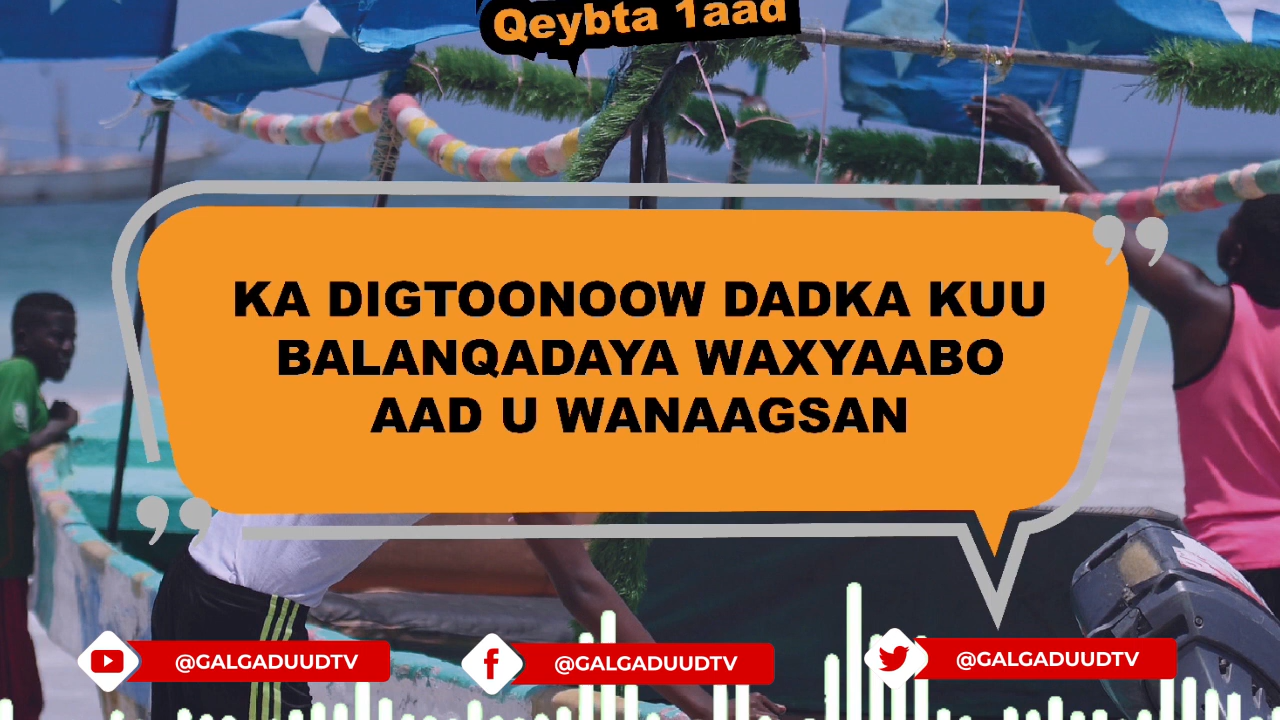 Qeybta 1aad
KA DIGTOONOOW DADKA KUU
BALANQADAYA WAXYAABO
AAD U WANAAGSAN
@GALGADUUDTV
@GALGADUUDTV
@GALGADUUDTV